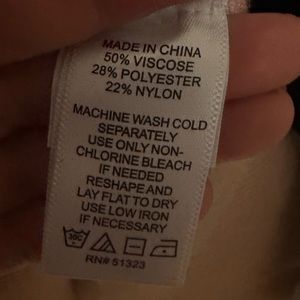 MADE IN CHINA
50% VISCOSE
28% POLYESTER
22% NYLON
MACHINE WASH COLD
SEPARATELY
USE ONLY NON-
CHLORINE BLEACH
IF NEEDED
RESHAPE AND
LAY FLAT TO DRY
USE LOW IRON
IF NECESSARY
30C
RN# 51323